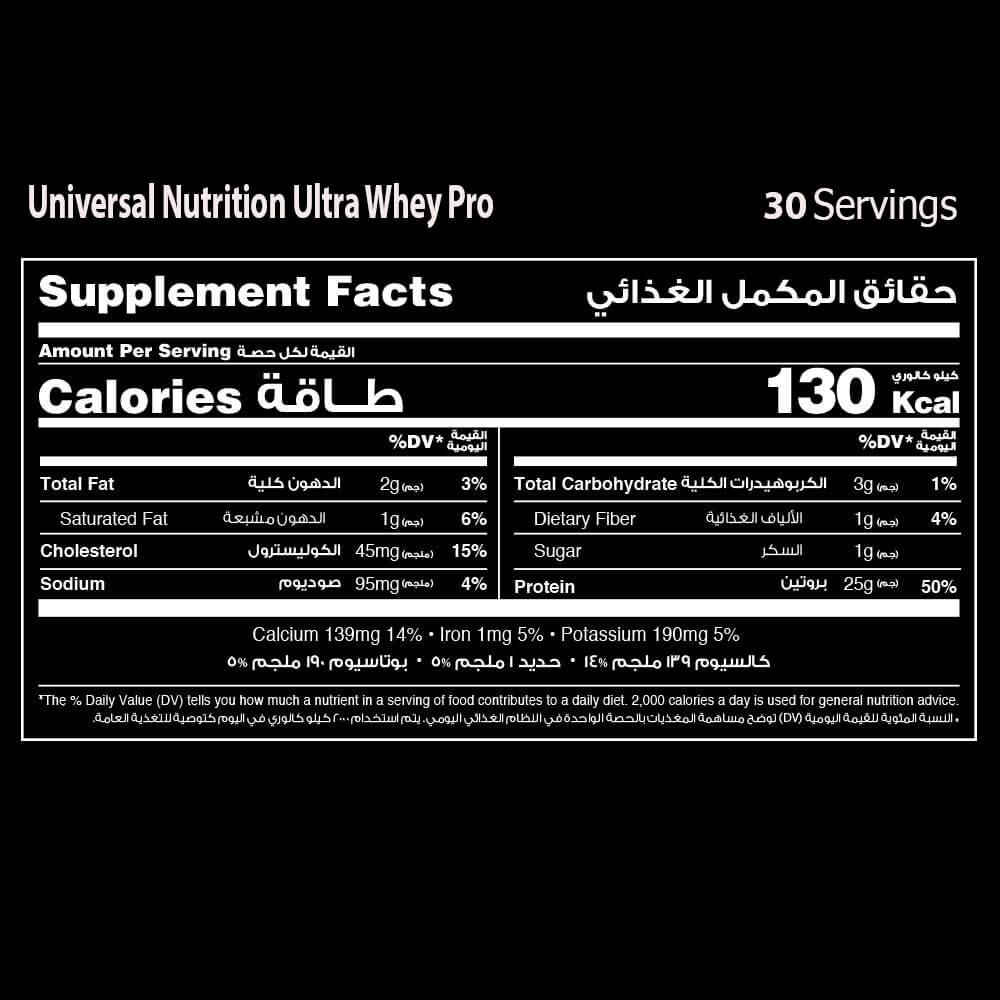 Universal Nutrition Ultra Whey Pro 30 Servings
Supplement Facts حقائق المكمل الغذائي
Amount Per Serving القيمة لكل حصة
Calories طاقة 130 كيلو كالوري Kcal
%DV* القيمة اليومية
Total Fat الدهون كلية 2g (جم) 3%
Saturated Fat الدهون مشبعة 1g (جم) 6%
Cholesterol الكوليسترول 45mg (ملجم) 15%
Sodium صوديوم 95mg (ملجم) 4%
%DV* القيمة اليومية
Total Carbohydrate الكربوهيدرات الكلية 3g (جم) 1%
Dietary Fiber الألياف الغذائية 1g (جم) 4%
Sugar السكر 1g (جم)
Protein بروتين 25g (جم) 50%
Calcium 139mg 14% • Iron 1mg 5% • Potassium 190mg 5%
كالسيوم ١٣٩ ملجم ١٤% • حديد ١ ملجم ٥% • بوتاسيوم ١٩٠ ملجم ٥%
*The % Daily Value (DV) tells you how much a nutrient in a serving of food contributes to a daily diet. 2,000 calories a day is used for general nutrition advice.
* النسبة المئوية للقيمة اليومية (DV) توضح مساهمة المغذيات بالحصة الواحدة في النظام الغذائي اليومي. يتم استخدام ٢٠٠٠ كيلو كالوري في اليوم كتوصية للتغذية العامة.